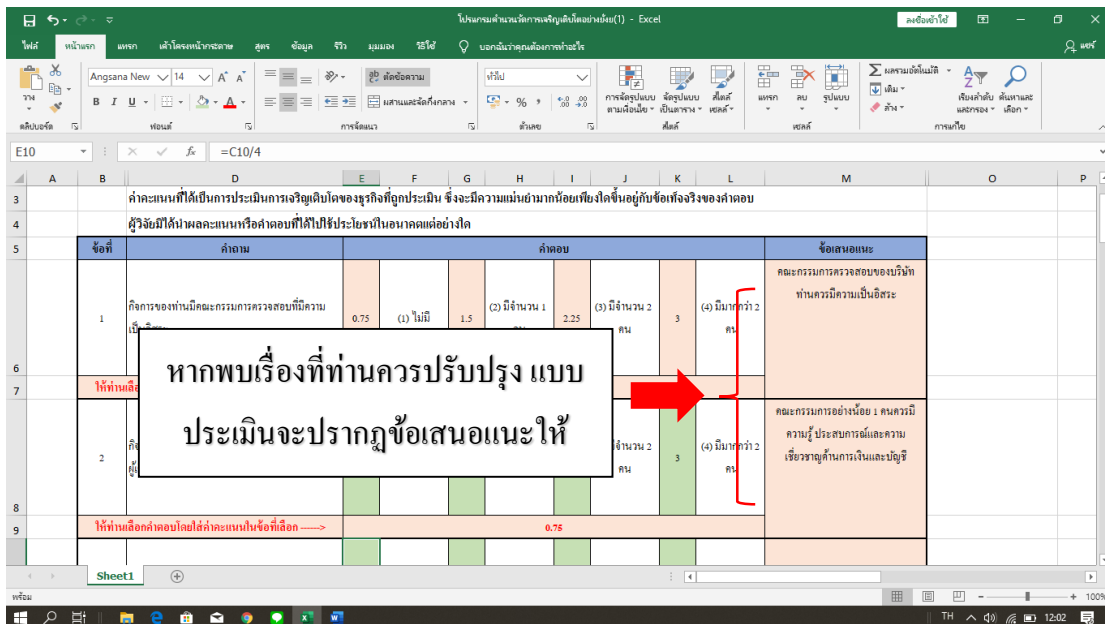 โปรแกรมคำนวนวัดการเจริญเติบโตอย่างยั่งยืน(1) - Excel
ลงชื่อเข้าใช้
ไฟล์ หน้าแรก แทรก เค้าโครงหน้ากระดาษ สูตร ข้อมูล รีวิว มุมมอง วิธีใช้ บอกฉันว่าคุณต้องการทำอะไร แชร์
Angsana New 14 A A ตัดข้อความ ทั่วไป ผลรวมอัตโนมัติ
B I U A ผสานและจัดกึ่งกลาง % เติม
วาง การจัดรูปแบบ จัดรูปแบบ สไตล์ แทรก ลบ รูปแบบ ล้าง เรียงลำดับ ค้นหาและ
ตามเงื่อนไข เป็นตาราง เซลล์ และกรอง เลือก
คลิปบอร์ด ฟอนต์ การจัดแนว ตัวเลข สไตล์ เซลล์ การแก้ไข
E10 fx =C10/4
A B D E F G H I J K L M O P
3 ค่าคะแนนที่ได้เป็นการประเมินการเจริญเติบโตของธุรกิจที่ถูกประเมิน ซึ่งจะมีความแม่นยำมากน้อยเพียงใดขึ้นอยู่กับข้อเท็จจริงของคำตอบ
4 ผู้วิจัยมิได้นำผลคะแนนหรือคำตอบที่ได้ไปใช้ประโยชน์ในอนาคตแต่อย่างใด
5 ข้อที่ คำถาม คำตอบ ข้อเสนอแนะ
คณะกรรมการตรวจสอบของบริษัท
ท่านควรมีความเป็นอิสระ
กิจการของท่านมีคณะกรรมการตรวจสอบที่มีความ
1 0.75 (1) ไม่มี 1.5 (2) มีจำนวน 1 2.25 (3) มีจำนวน 2 คน 3 (4) มีมากกว่า 2 คน
6
7 ให้ท่าน
หากพบเรื่องที่ท่านควรปรับปรุง แบบ
ประเมินจะปรากฏข้อเสนอแนะให้
คณะกรรมการอย่างน้อย 1 คนควรมี
ความรู้ ประสบการณ์และความ
เชี่ยวชาญด้านการเงินและบัญชี
2 จำนวน 2 คน 3 (4) มีมากกว่า 2 คน
8
9 ให้ท่านเลือกคำตอบโดยใส่ค่าคะแนนในข้อที่เลือก ------> 0.75
Sheet1
พร้อม 100%
TH 12:02